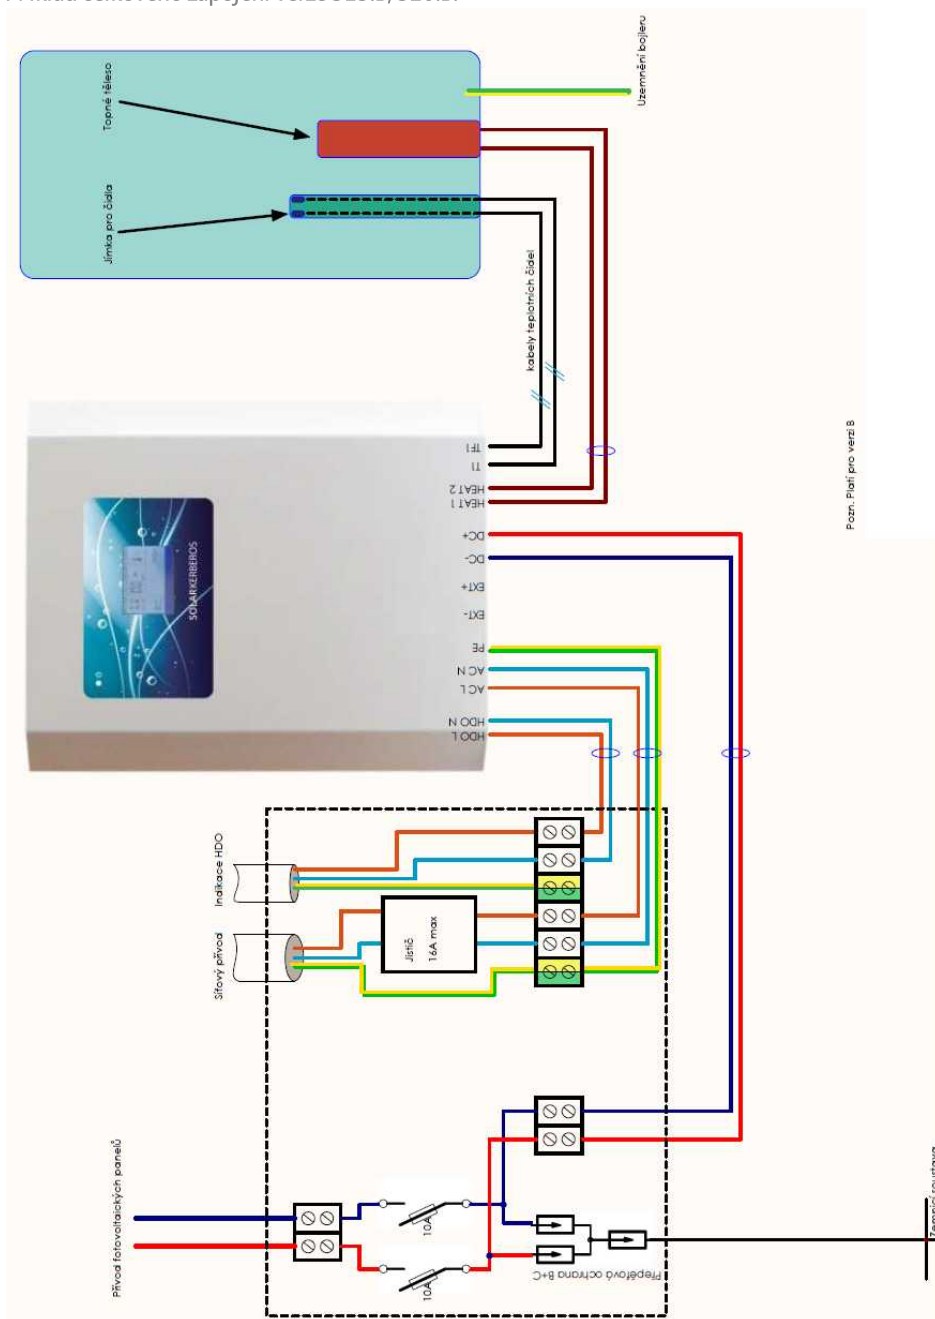 Topné těleso
Jímka pro čidla
Uzemnění bojleru
kabely teplotních čidel
Pozn. Platí pro verzi B
SOLARKERBEROS
TF1
T1
HEAT 2
HEAT 1
DC+
DC-
EXT+
EXT-
PE
AC N
AC L
HDO N
HDO L
Indikace HDO
Síťový přívod
Jistič
16A max
Přívod fotovoltaických panelů
10A
10A
Přepěťová ochrana B+C
Zemnící soustava